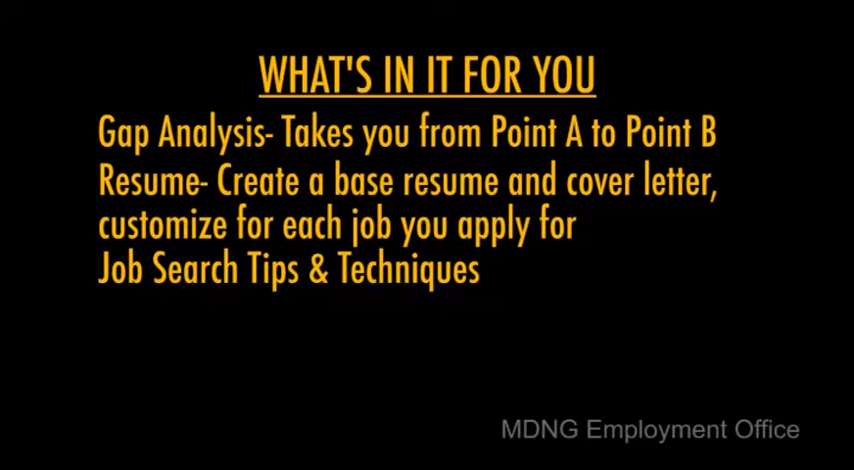 WHAT'S IN IT FOR YOU
Gap Analysis- Takes you from Point A to Point B
Resume- Create a base resume and cover letter,
customize for each job you apply for
Job Search Tips & Techniques
MDNG Employment Office